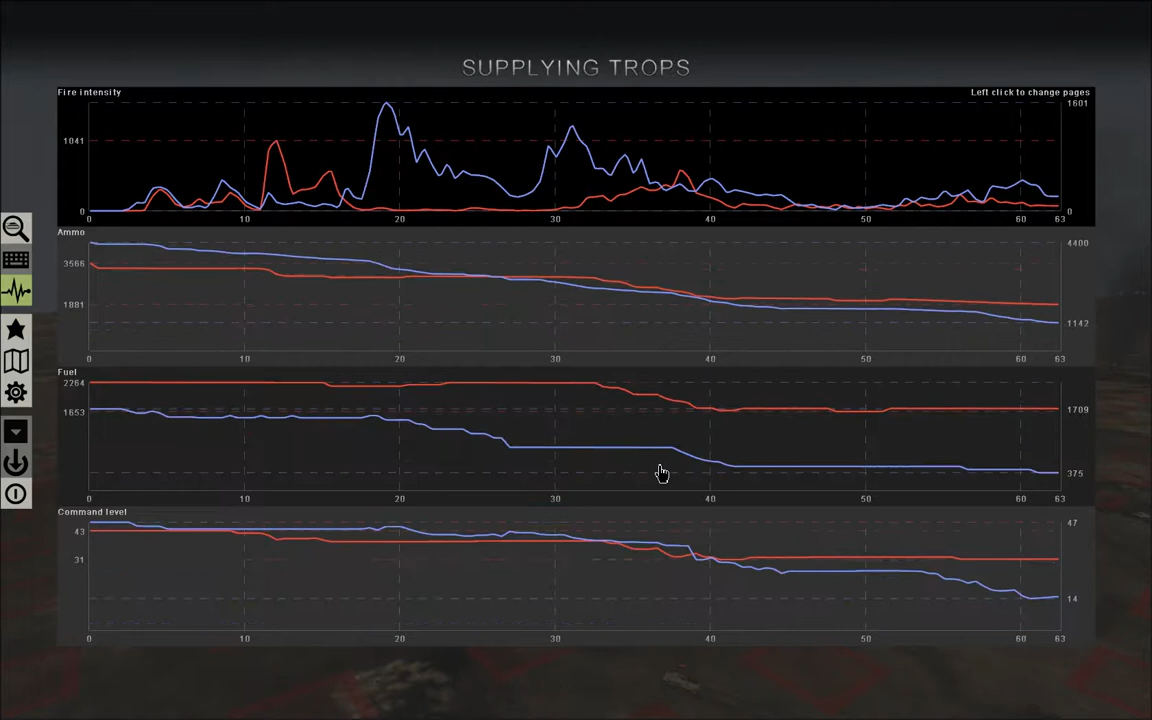 SUPPLYING TROPS
Fire intensity
Left click to change pages
1601
1041
0
0
0 10 20 30 40 50 60 63
Ammo
4400
3566
1881
1142
0 10 20 30 40 50 60 63
Fuel
2264
1653
1709
375
0 10 20 30 40 50 60 63
Command level
47
43
31
14
0 10 20 30 40 50 60 63